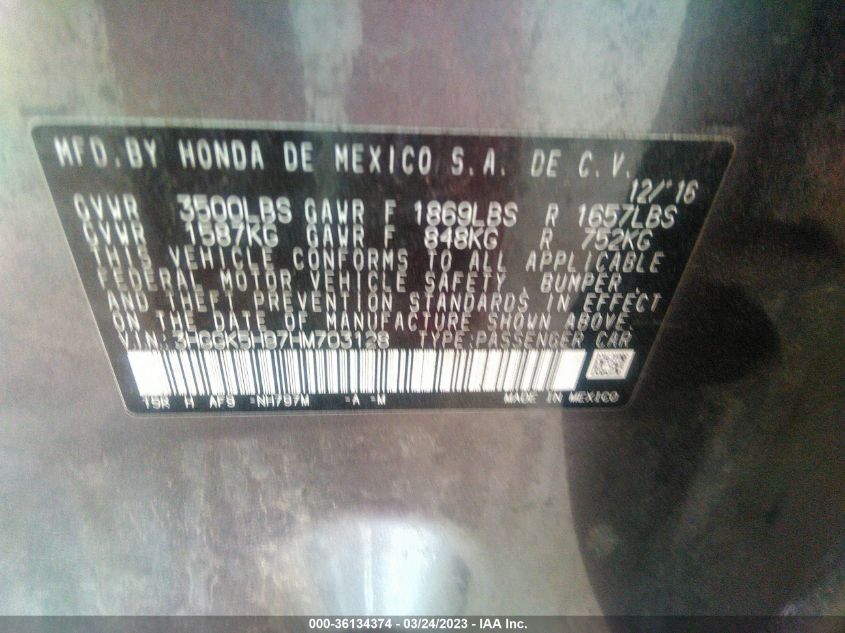 MFD. BY HONDA DE MEXICO S.A. DE C.V.
12/'16
GVWR 3500LBS GAWR F 1869LBS R 1657LBS
GVWR 1587KG GAWR F 848KG R 752KG
THIS VEHICLE CONFORMS TO ALL APPLICABLE
FEDERAL MOTOR VEHICLE SAFETY, BUMPER,
AND THEFT PREVENTION STANDARDS IN EFFECT
ON THE DATE OF MANUFACTURE SHOWN ABOVE.
VIN: 3HGGK5H87HM703128 TYPE:PASSENGER CAR
T5R H AF9 NH797M A M MADE IN MEXICO
000-36134374 - 03/24/2023 - IAA Inc.